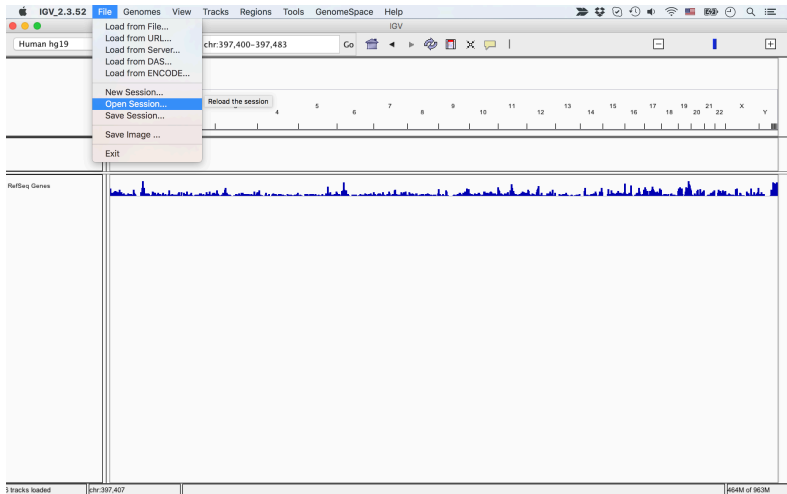 IGV_2.3.52 File Genomes View Tracks Regions Tools GenomeSpace Help
IGV
Load from File...
Load from URL...
Load from Server...
Load from DAS...
Load from ENCODE...
New Session...
Open Session...
Save Session...
Save Image ...
Exit
Human hg19
chr:397,400-397,483
Go
Reload the session
4 5 6 7 8 9 10 11 12 13 14 15 16 17 18 19 20 21 22 X Y
RefSeq Genes
tracks loaded
chr:397,407
464M of 963M